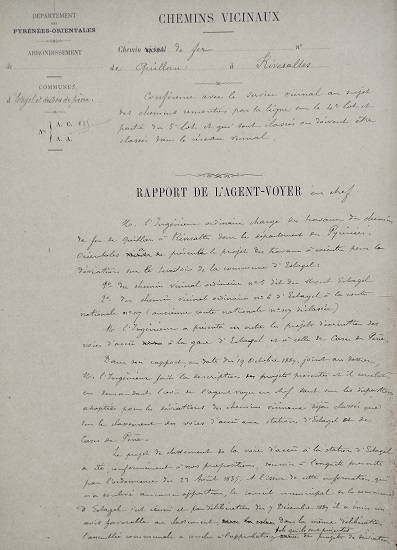 DÉPARTEMENT
DES
PYRÉNÉES-ORIENTALES
ARRONDISSEMENT
de
COMMUNES
d'Estagel et de Cases de Pène
N° A. C.
A. A.
CHEMINS VICINAUX
Chemin vicinal de fer N°
de Quillan à Rivesaltes
Conférence avec le service vicinal au sujet
des chemins rencontrés par la ligne sur le 4e lot et
partie du 5e lot et qui sont classés ou doivent être
classés dans le réseau vicinal
RAPPORT DE L'AGENT-VOYER en chef
M. l'Ingénieur ordinaire chargé des travaux du chemin
de fer de Quillan à Rivesaltes dans le département des Pyrénées-
Orientales a présenté le projet des travaux à exécuter pour la
déviation sur le territoire de la commune d'Estagel:
1° du chemin vicinal ordinaire n° 5 dit du Mont Estagel
2° du chemin vicinal ordinaire n° 6 d'Estagel à la route
nationale n° 117 (ancienne route nationale n° 117 déclassée)
M. l'Ingénieur a présenté en outre les projets d'exécution des
voies d'accès à la gare d'Estagel et à celle de Cases de Pène.
Dans son rapport, en date du 19 Octobre 1889, joint au dossier
M. l'Ingénieur fait la description des projets présentés et il conclut
en demandant l'avis de l'agent voyer en chef tant sur les dispositions
adoptées pour les déviations des chemins vicinaux déjà classés que
sur le classement des voies d'accès aux stations d'Estagel et de
Cases de Pène.
Le projet de classement de la voie d'accès à la station d'Estagel
a été, conformément à nos propositions, soumis à l'enquête prescrite
par l'ordonnance du 23 Août 1835. A l'issue de cette information, qui
n'a soulevé aucune opposition, le conseil municipal de la commune
d'Estagel s'est réuni et par délibération du 9 Décembre 1889 il a émis un
avis favorable au classement, dans la même délibération,
l'assemblée communale a conclu à l'approbation des projets de déviation